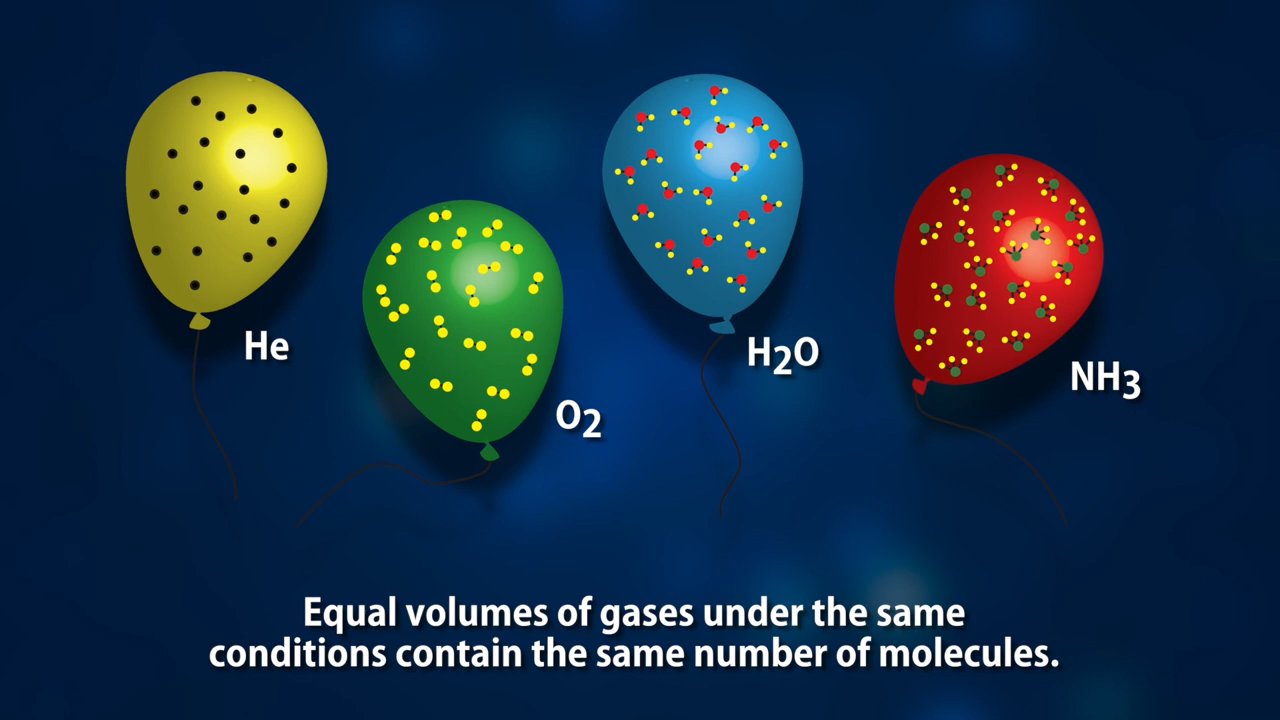 He
O2
H2O
NH3
Equal volumes of gases under the same
conditions contain the same number of molecules.